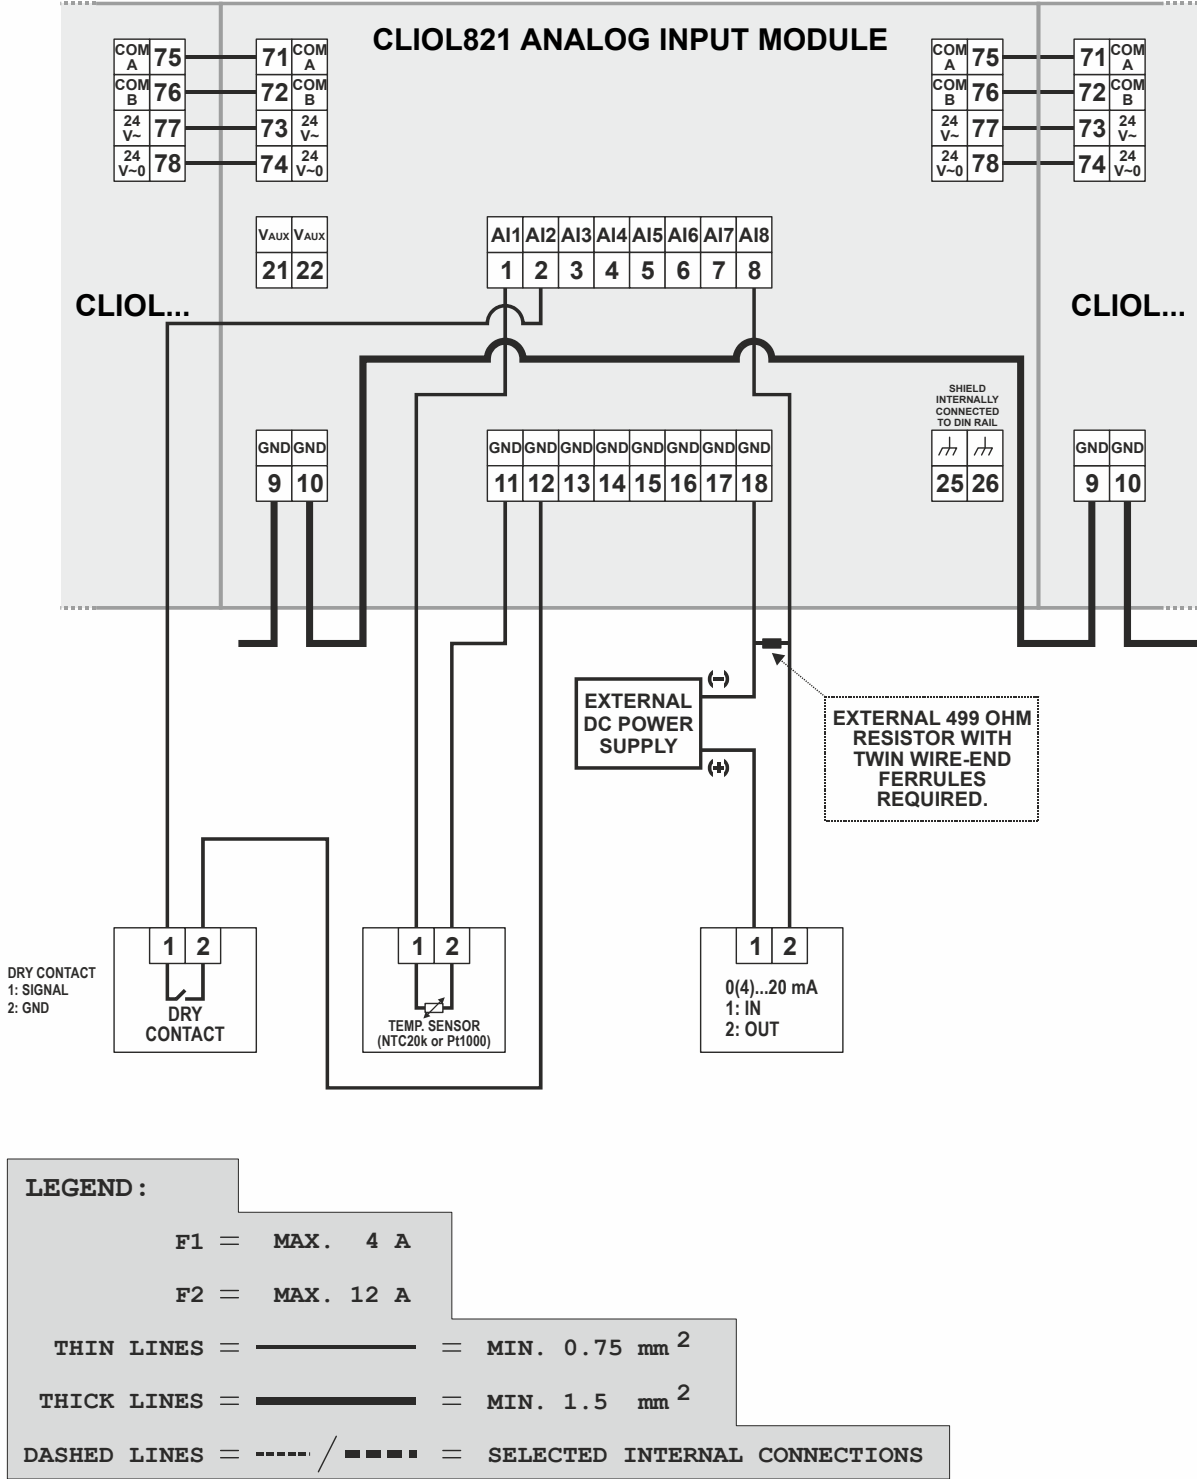 CLIOL821 ANALOG INPUT MODULE
COM A 75 71 COM A
COM B 76 72 COM B
24 V~ 77 73 24 V~
24 V~0 78 74 24 V~0
COM A 75 71 COM A
COM B 76 72 COM B
24 V~ 77 73 24 V~
24 V~0 78 74 24 V~0
VAUX VAUX
21 22
AI1 AI2 AI3 AI4 AI5 AI6 AI7 AI8
1 2 3 4 5 6 7 8
CLIOL...
CLIOL...
SHIELD
INTERNALLY
CONNECTED
TO DIN RAIL
GND GND
9 10
GND GND GND GND GND GND GND GND
11 12 13 14 15 16 17 18
25 26
GND GND
9 10
EXTERNAL
DC POWER
SUPPLY
(-)
(+)
EXTERNAL 499 OHM
RESISTOR WITH
TWIN WIRE-END
FERRULES
REQUIRED.
DRY CONTACT
1: SIGNAL
2: GND
1 2
DRY
CONTACT
1 2
TEMP. SENSOR
(NTC20k or Pt1000)
1 2
0(4)...20 mA
1: IN
2: OUT
LEGEND:
F1 = MAX. 4 A
F2 = MAX. 12 A
THIN LINES = = MIN. 0.75 mm 2
THICK LINES = = MIN. 1.5 mm 2
DASHED LINES = / = SELECTED INTERNAL CONNECTIONS